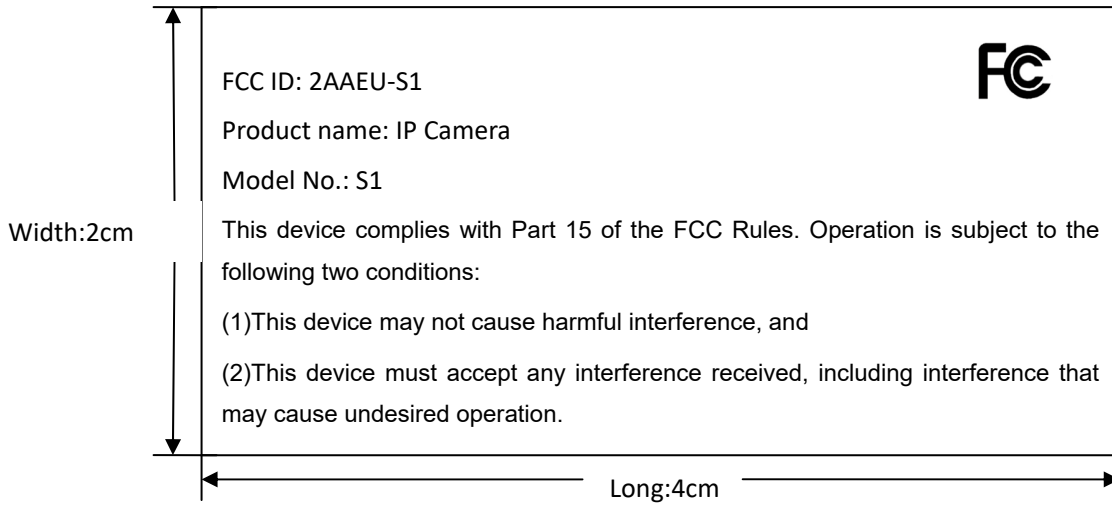 FC
FCC ID: 2AAEU-S1
Product name: IP Camera
Model No.: S1
Width:2cm
This device complies with Part 15 of the FCC Rules. Operation is subject to the
following two conditions:
(1)This device may not cause harmful interference, and
(2)This device must accept any interference received, including interference that
may cause undesired operation.
Long:4cm